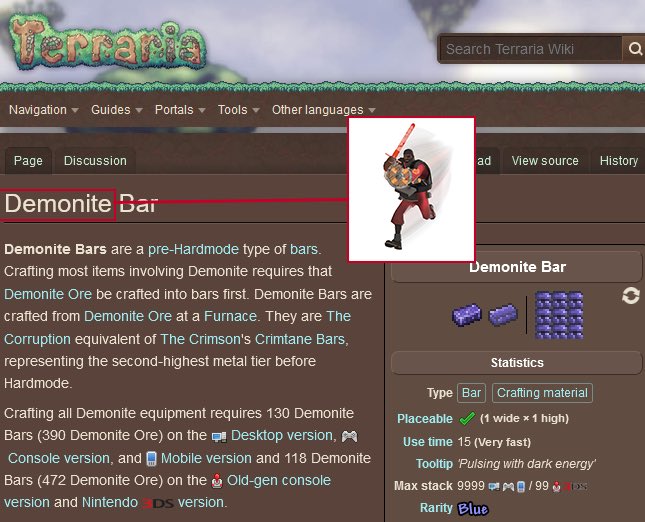 Terraria
Search Terraria Wiki
Navigation Guides Portals Tools Other languages
Page Discussion ad View source History
Demonite Bar
Demonite Bars are a pre-Hardmode type of bars.
Crafting most items involving Demonite requires that
Demonite Ore be crafted into bars first. Demonite Bars are
crafted from Demonite Ore at a Furnace. They are The
Corruption equivalent of The Crimson's Crimtane Bars,
representing the second-highest metal tier before
Hardmode.
Crafting all Demonite equipment requires 130 Demonite
Bars (390 Demonite Ore) on the Desktop version,
Console version, and Mobile version and 118 Demonite
Bars (472 Demonite Ore) on the Old-gen console
version and Nintendo 3DS version.
Demonite Bar
Statistics
Type Bar Crafting material
Placeable (1 wide × 1 high)
Use time 15 (Very fast)
Tooltip 'Pulsing with dark energy'
Max stack 9999 / 99 3DS
Rarity Blue